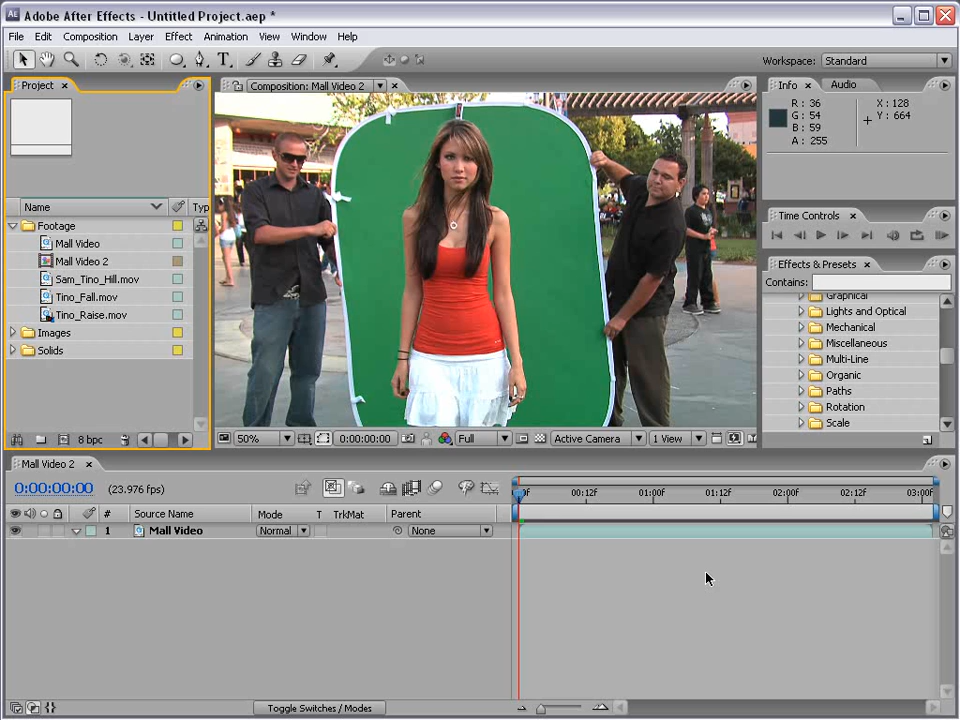 Adobe After Effects - Untitled Project.aep *
File Edit Composition Layer Effect Animation View Window Help
Workspace: Standard
Project
Composition: Mall Video 2
Info Audio
R : 36
G : 54
B : 59
A : 255
X : 128
Y : 664
Name Typ
Footage
Mall Video
Mall Video 2
Sam_Tino_Hill.mov
Tino_Fall.mov
Tino_Raise.mov
Images
Solids
8 bpc
Time Controls
Effects & Presets
Contains:
Graphical
Lights and Optical
Mechanical
Miscellaneous
Multi-Line
Organic
Paths
Rotation
Scale
50% 0:00:00:00 Full Active Camera 1 View
Mall Video 2
0:00:00:00 (23.976 fps)
00:12f 01:00f 01:12f 02:00f 02:12f 03:00f
# Source Name Mode T TrkMat Parent
1 Mall Video Normal None
Toggle Switches / Modes